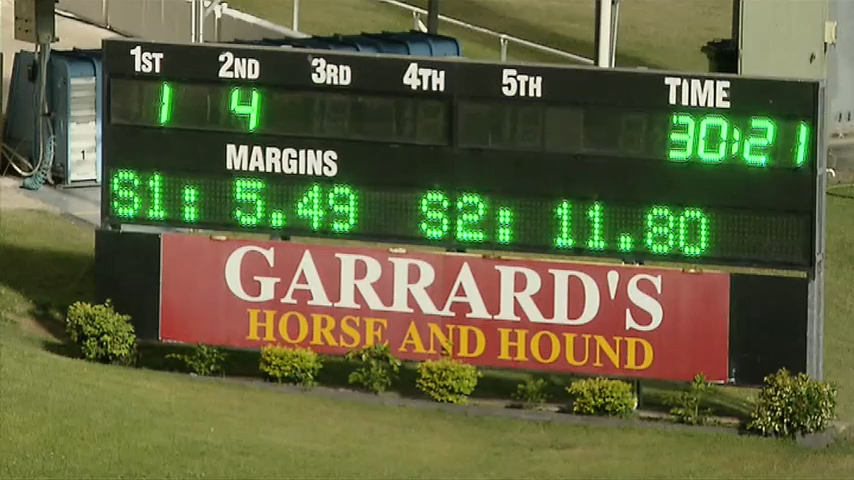 1ST 2ND 3RD 4TH 5TH TIME
1 4 30:21
MARGINS
S1: 5.49 S2: 11.80
GARRARD'S
HORSE AND HOUND
1